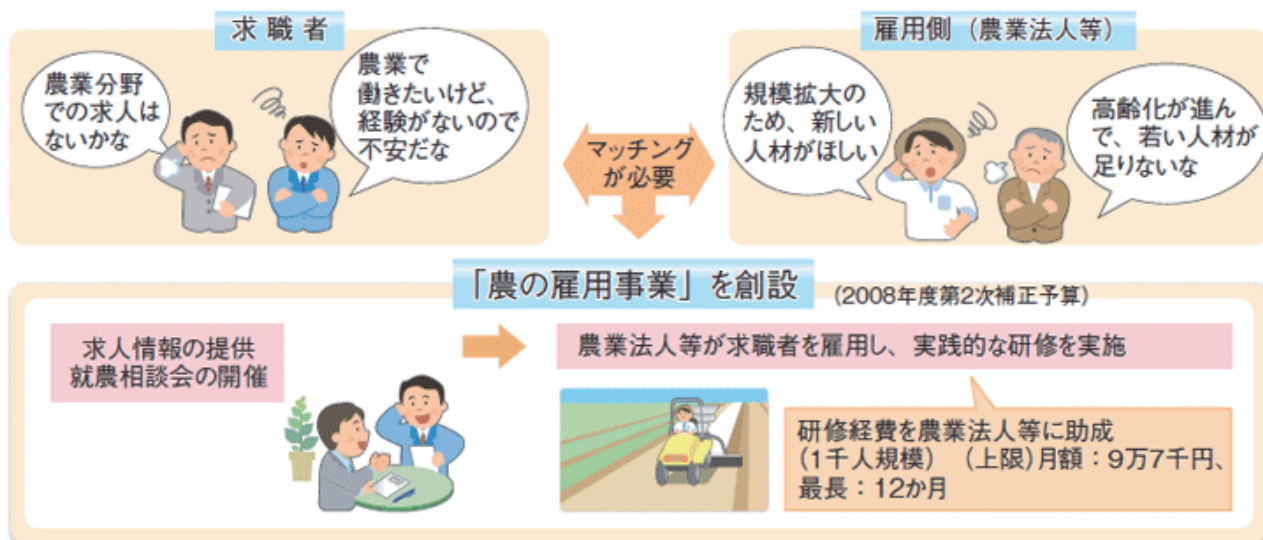 求職者
農業分野
での求人は
ないかな
農業で
働きたいけど、
経験がないので
不安だな
マッチング
が必要
雇用側（農業法人等）
規模拡大の
ため、新しい
人材がほしい
高齢化が進ん
で、若い人材が
足りないな
「農の雇用事業」を創設
(2008年度第2次補正予算)
求人情報の提供
就農相談会の開催
農業法人等が求職者を雇用し、実践的な研修を実施
研修経費を農業法人等に助成
(1千人規模)　(上限)月額：9万7千円、
最長：12か月